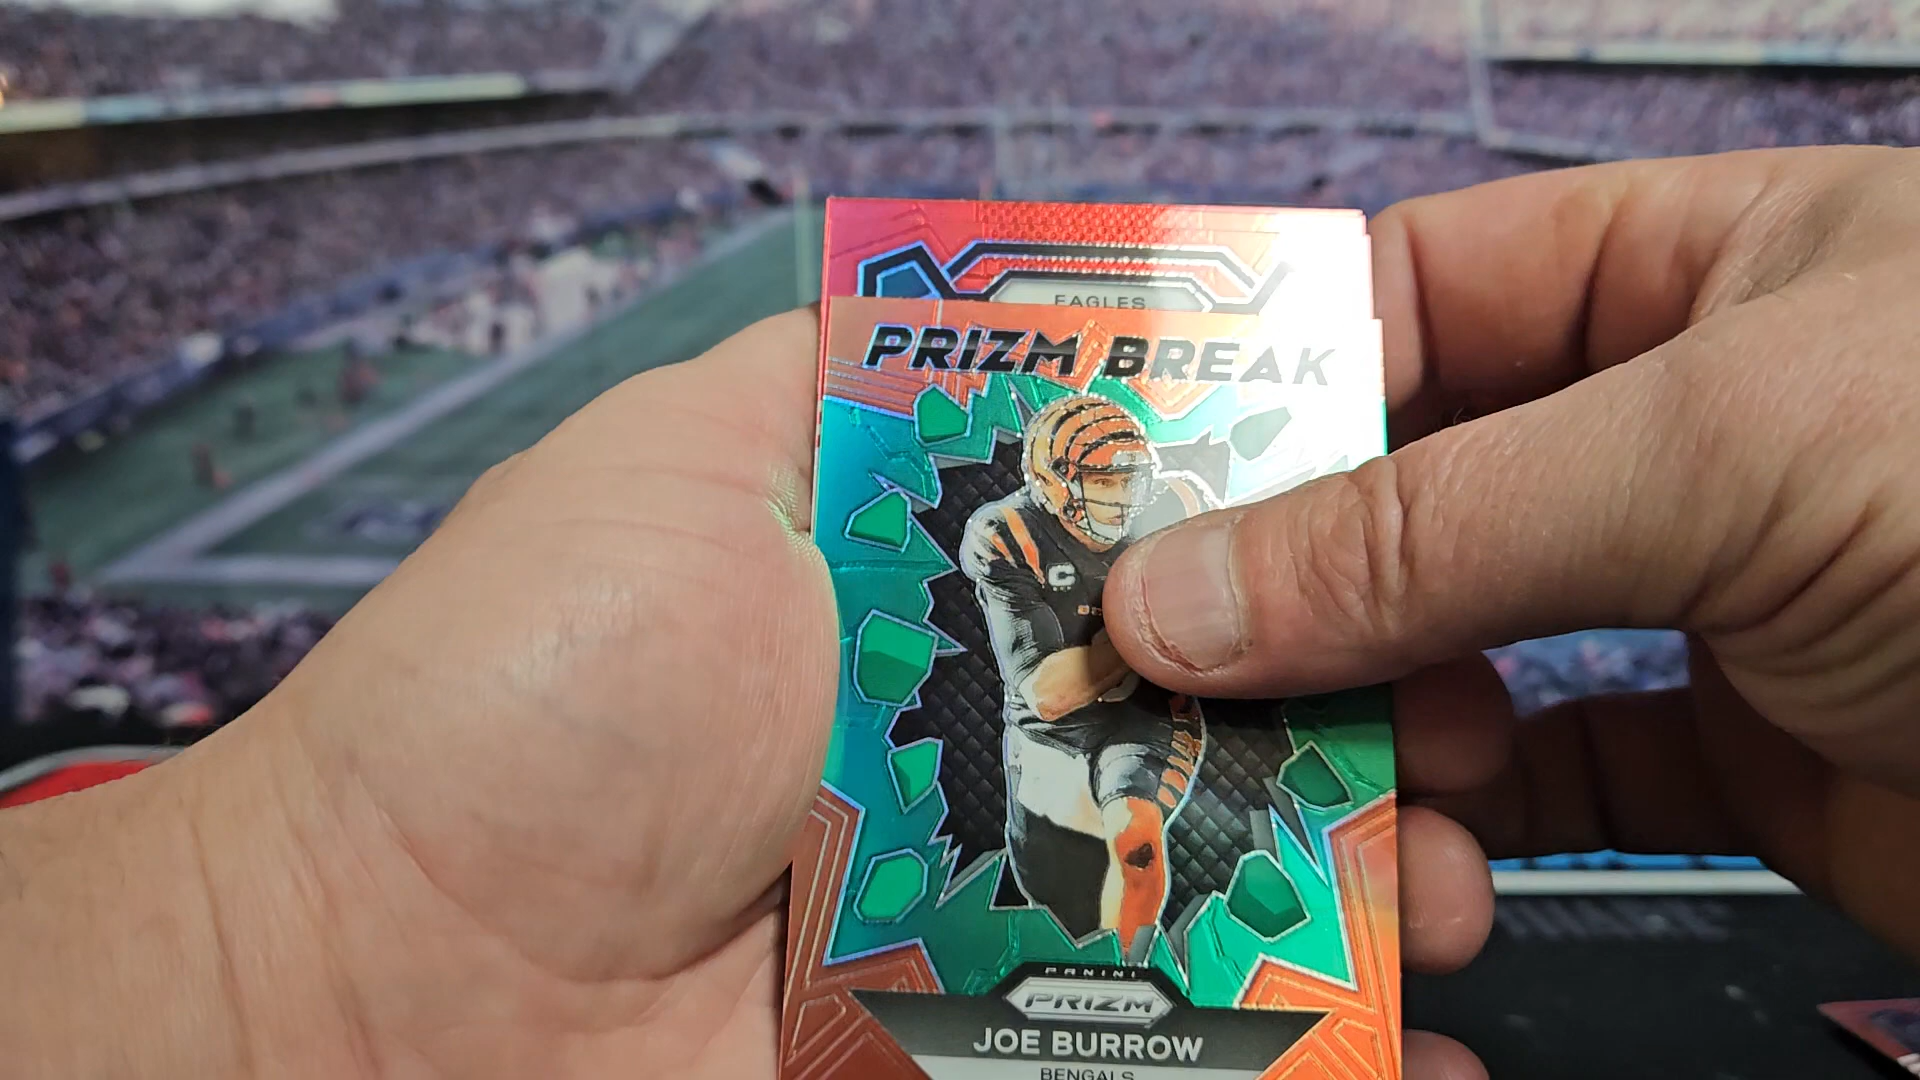 EAGLES
PRIZM BREAK
C
PANINI
PRIZM
JOE BURROW
BENGALS